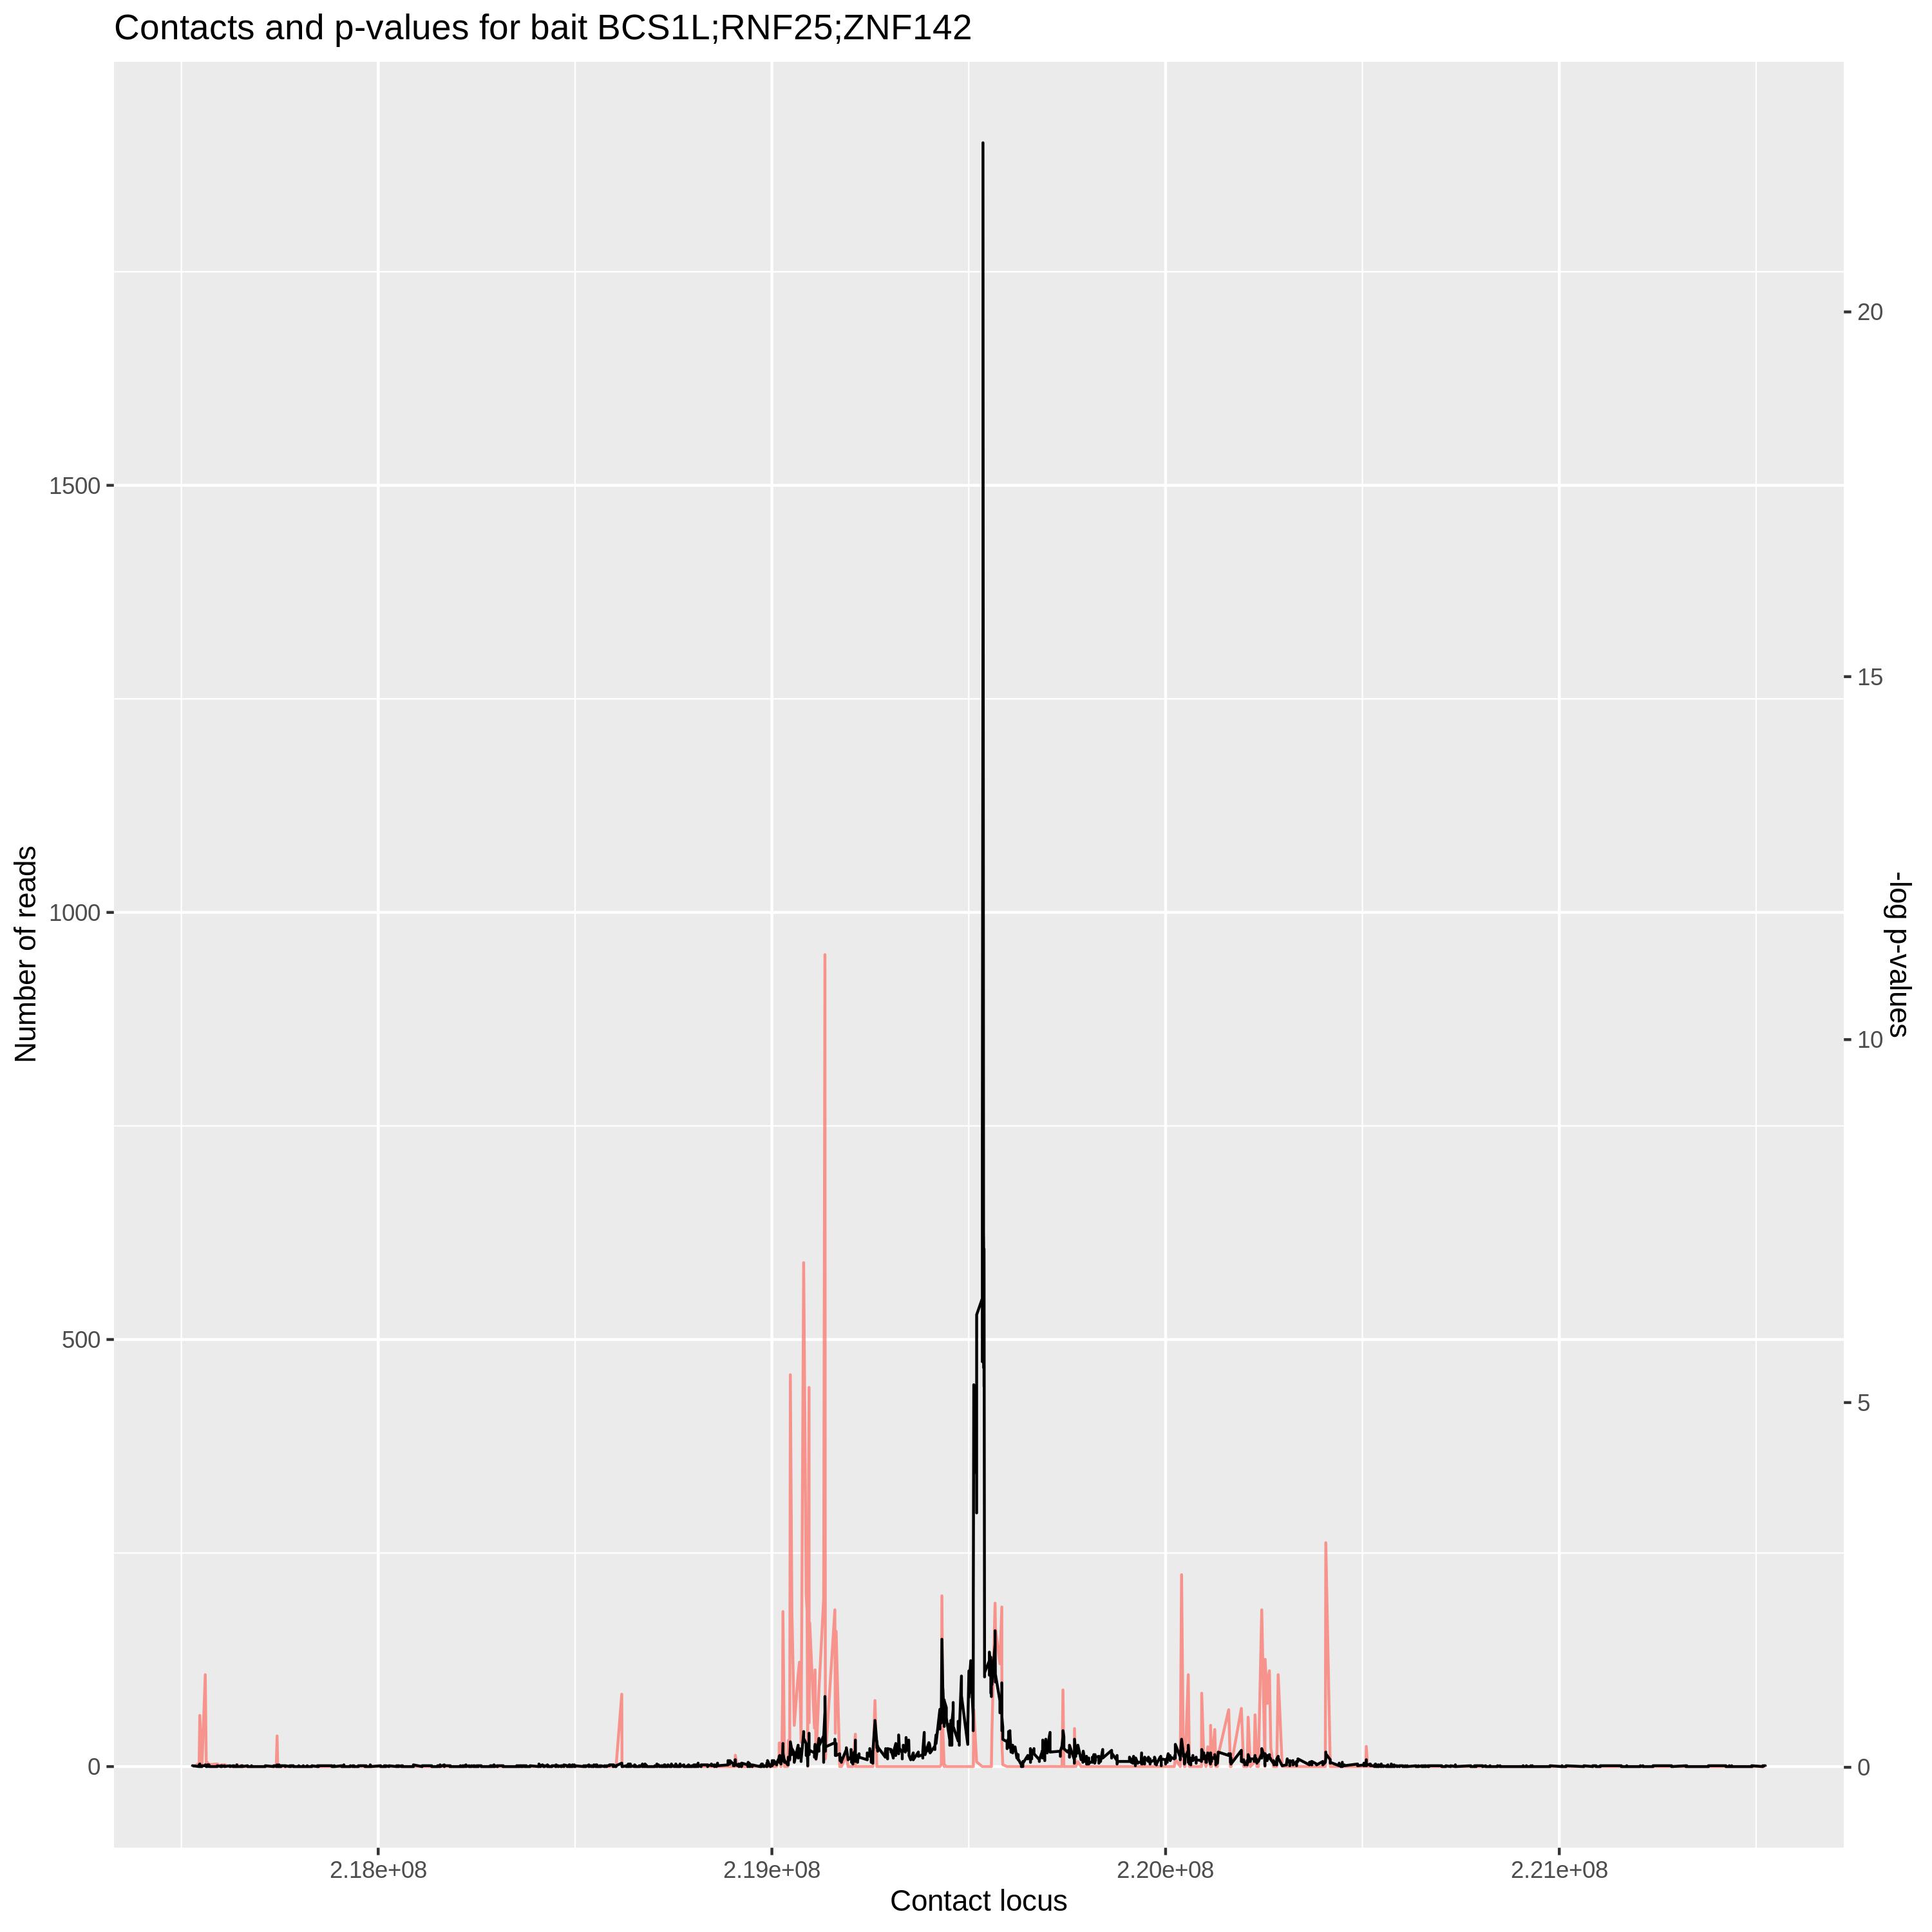 Contacts and p-values for bait BCS1L;RNF25;ZNF142
Number of reads
1500
1000
500
0
20
15
10
5
0
-log p-values
2.18e+08
2.19e+08
2.20e+08
2.21e+08
Contact locus